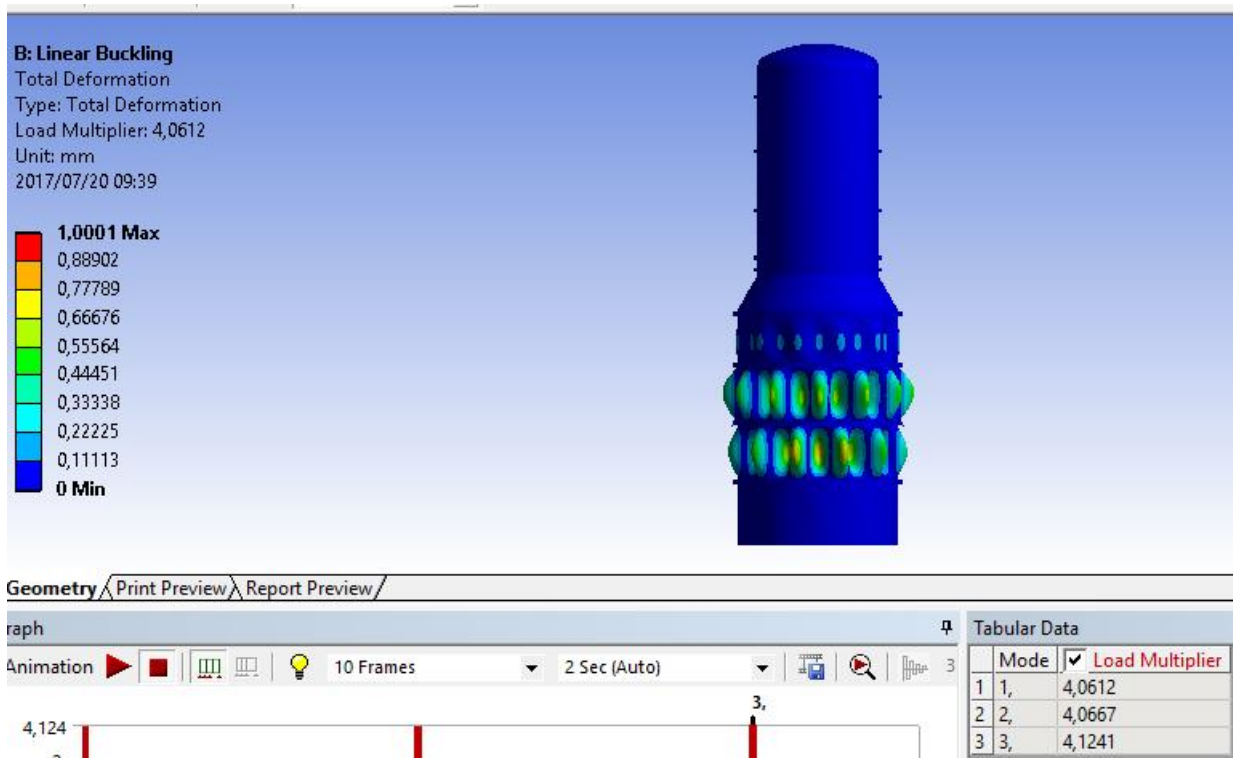 B: Linear Buckling
Total Deformation
Type: Total Deformation
Load Multiplier: 4,0612
Unit: mm
2017/07/20 09:39
1,0001 Max
0,88902
0,77789
0,66676
0,55564
0,44451
0,33338
0,22225
0,11113
0 Min
Geometry Print Preview Report Preview
raph
Animation 10 Frames 2 Sec (Auto) 3
3,
4,124
Tabular Data
Mode Load Multiplier
1 1, 4,0612
2 2, 4,0667
3 3, 4,1241